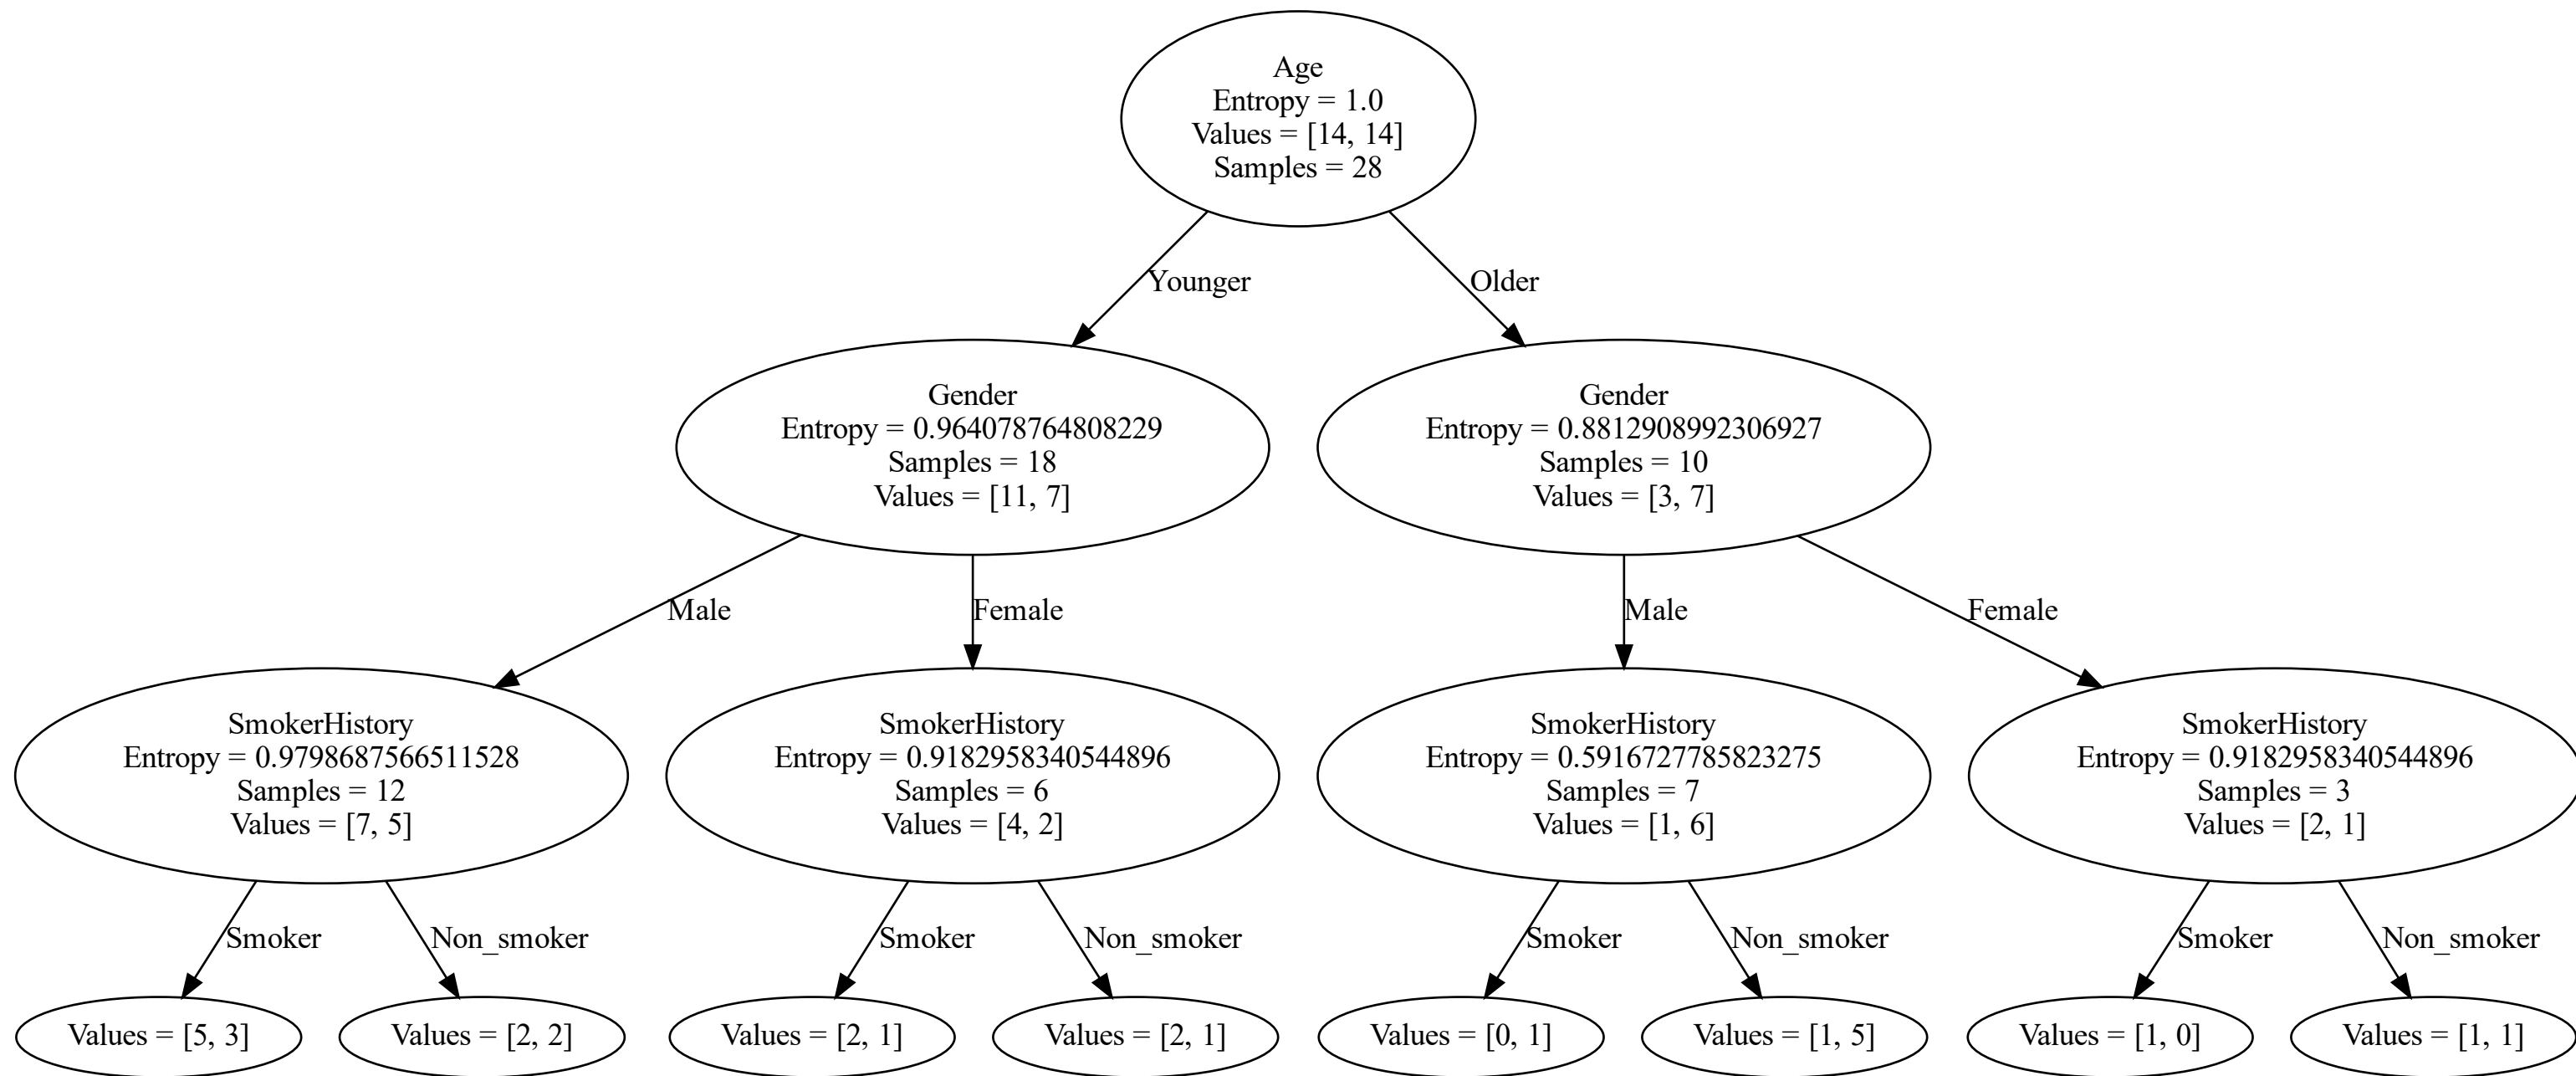 Age
Entropy = 1.0
Values = [14, 14]
Samples = 28
Younger
Older
Gender
Entropy = 0.964078764808229
Samples = 18
Values = [11, 7]
Gender
Entropy = 0.8812908992306927
Samples = 10
Values = [3, 7]
Male
Female
Male
Female
SmokerHistory
Entropy = 0.9798687566511528
Samples = 12
Values = [7, 5]
SmokerHistory
Entropy = 0.9182958340544896
Samples = 6
Values = [4, 2]
SmokerHistory
Entropy = 0.5916727785823275
Samples = 7
Values = [1, 6]
SmokerHistory
Entropy = 0.9182958340544896
Samples = 3
Values = [2, 1]
Smoker
Non_smoker
Smoker
Non_smoker
Smoker
Non_smoker
Smoker
Non_smoker
Values = [5, 3]
Values = [2, 2]
Values = [2, 1]
Values = [2, 1]
Values = [0, 1]
Values = [1, 5]
Values = [1, 0]
Values = [1, 1]